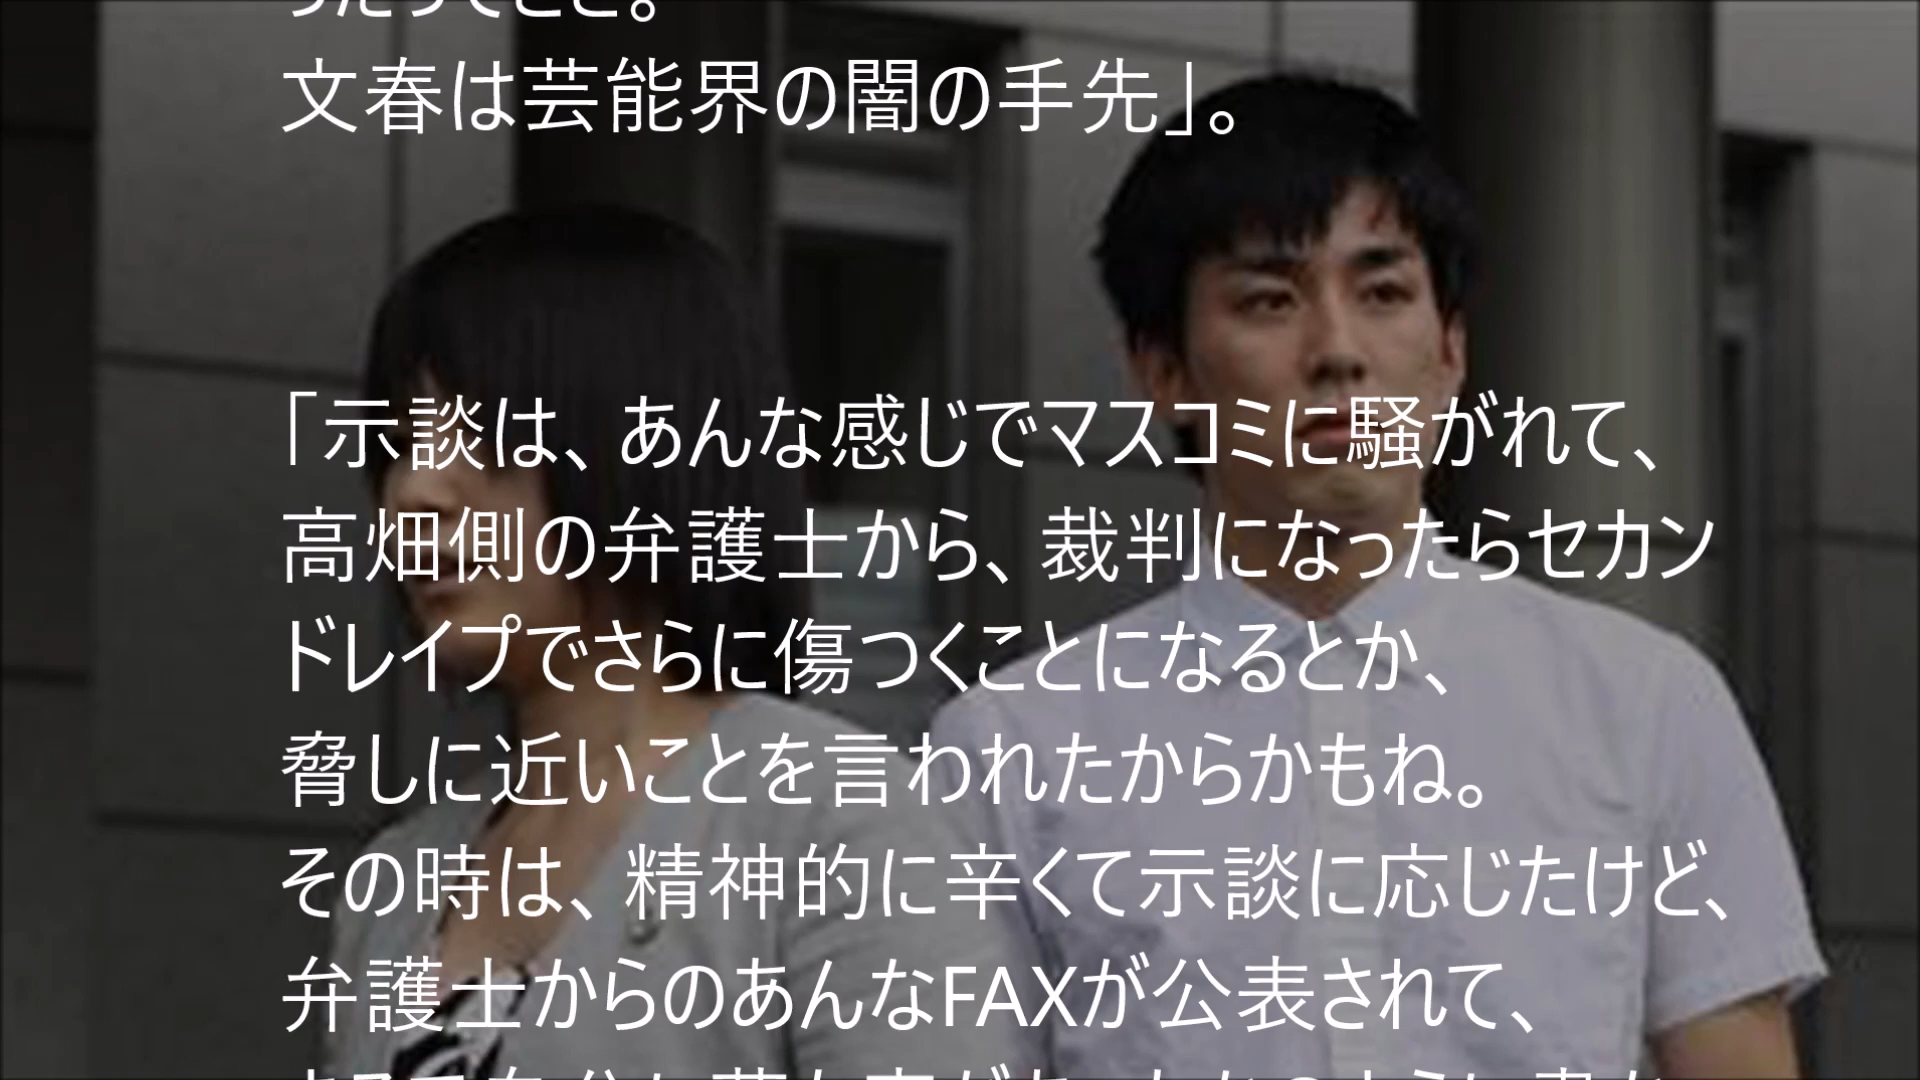 ったってこと。
文春は芸能界の闇の手先」。
「示談は、あんな感じでマスコミに騒がれて、
高畑側の弁護士から、裁判になったらセカン
ドレイプでさらに傷つくことになるとか、
脅しに近いことを言われたからかもね。
その時は、精神的に辛くて示談に応じたけど、
弁護士からのあんなFAXが公表されて、